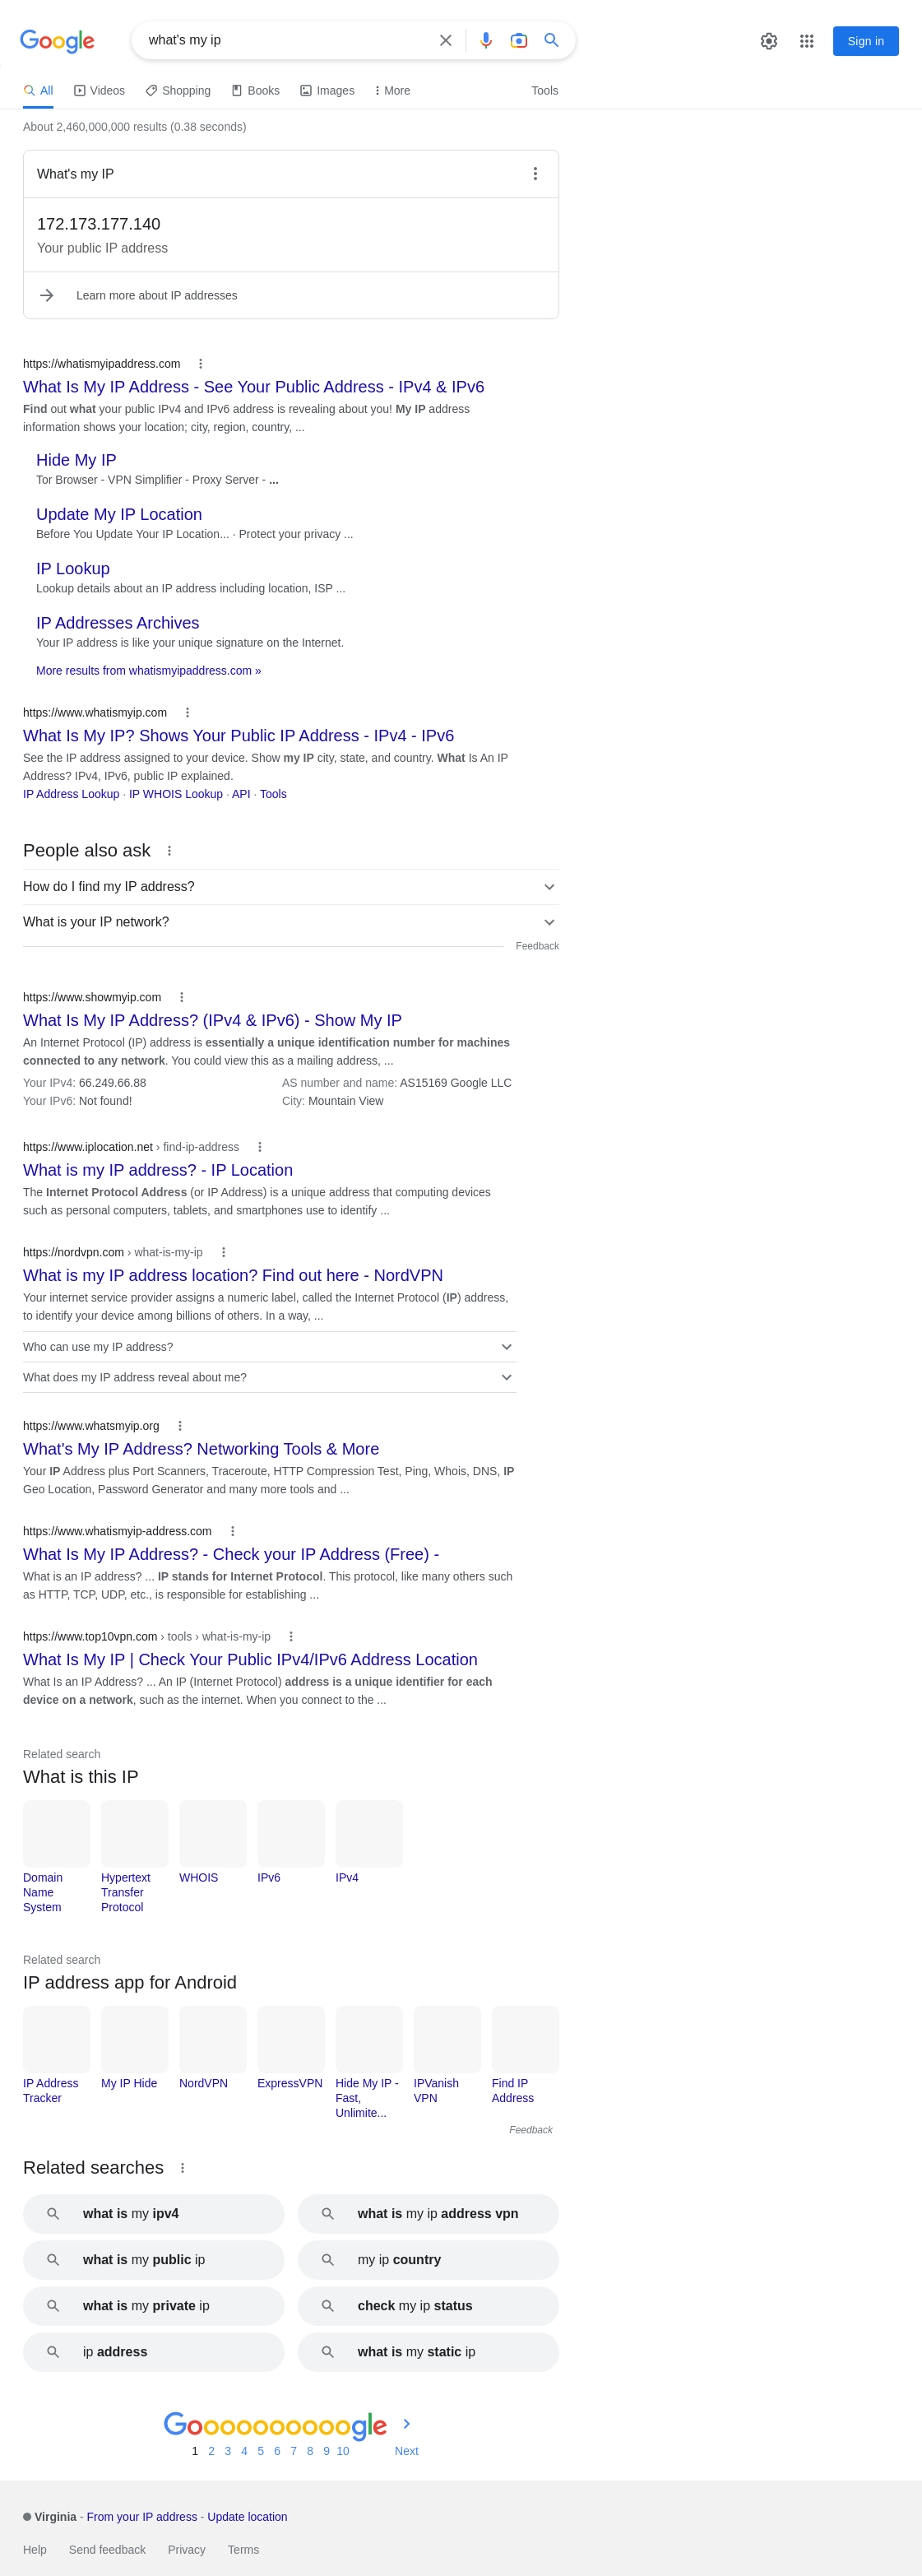 Google
what's my ip
Sign in
All
Videos
Shopping
Books
Images
More
Tools
About 2,460,000,000 results (0.38 seconds)
What's my IP
172.173.177.140
Your public IP address
Learn more about IP addresses
https://whatismyipaddress.com
What Is My IP Address - See Your Public Address - IPv4 & IPv6
Find out what your public IPv4 and IPv6 address is revealing about you! My IP address
information shows your location; city, region, country, ...
Hide My IP
Tor Browser - VPN Simplifier - Proxy Server - ...
Update My IP Location
Before You Update Your IP Location... · Protect your privacy ...
IP Lookup
Lookup details about an IP address including location, ISP ...
IP Addresses Archives
Your IP address is like your unique signature on the Internet.
More results from whatismyipaddress.com »
https://www.whatismyip.com
What Is My IP? Shows Your Public IP Address - IPv4 - IPv6
See the IP address assigned to your device. Show my IP city, state, and country. What Is An IP
Address? IPv4, IPv6, public IP explained.
IP Address Lookup · IP WHOIS Lookup · API · Tools
People also ask
How do I find my IP address?
What is your IP network?
Feedback
https://www.showmyip.com
What Is My IP Address? (IPv4 & IPv6) - Show My IP
An Internet Protocol (IP) address is essentially a unique identification number for machines
connected to any network. You could view this as a mailing address, ...
Your IPv4: 66.249.66.88
AS number and name: AS15169 Google LLC
Your IPv6: Not found!
City: Mountain View
https://www.iplocation.net › find-ip-address
What is my IP address? - IP Location
The Internet Protocol Address (or IP Address) is a unique address that computing devices
such as personal computers, tablets, and smartphones use to identify ...
https://nordvpn.com › what-is-my-ip
What is my IP address location? Find out here - NordVPN
Your internet service provider assigns a numeric label, called the Internet Protocol (IP) address,
to identify your device among billions of others. In a way, ...
Who can use my IP address?
What does my IP address reveal about me?
https://www.whatsmyip.org
What's My IP Address? Networking Tools & More
Your IP Address plus Port Scanners, Traceroute, HTTP Compression Test, Ping, Whois, DNS, IP
Geo Location, Password Generator and many more tools and ...
https://www.whatismyip-address.com
What Is My IP Address? - Check your IP Address (Free) -
What is an IP address? ... IP stands for Internet Protocol. This protocol, like many others such
as HTTP, TCP, UDP, etc., is responsible for establishing ...
https://www.top10vpn.com › tools › what-is-my-ip
What Is My IP | Check Your Public IPv4/IPv6 Address Location
What Is an IP Address? ... An IP (Internet Protocol) address is a unique identifier for each
device on a network, such as the internet. When you connect to the ...
Related search
What is this IP
Domain
Name
System
Hypertext
Transfer
Protocol
WHOIS
IPv6
IPv4
Related search
IP address app for Android
IP Address
Tracker
My IP Hide
NordVPN
ExpressVPN
Hide My IP -
Fast,
Unlimite...
IPVanish
VPN
Find IP
Address
Feedback
Related searches
what is my ipv4
what is my ip address vpn
what is my public ip
my ip country
what is my private ip
check my ip status
ip address
what is my static ip
Goooooooooogle
1 2 3 4 5 6 7 8 9 10 Next
Virginia - From your IP address - Update location
Help
Send feedback
Privacy
Terms